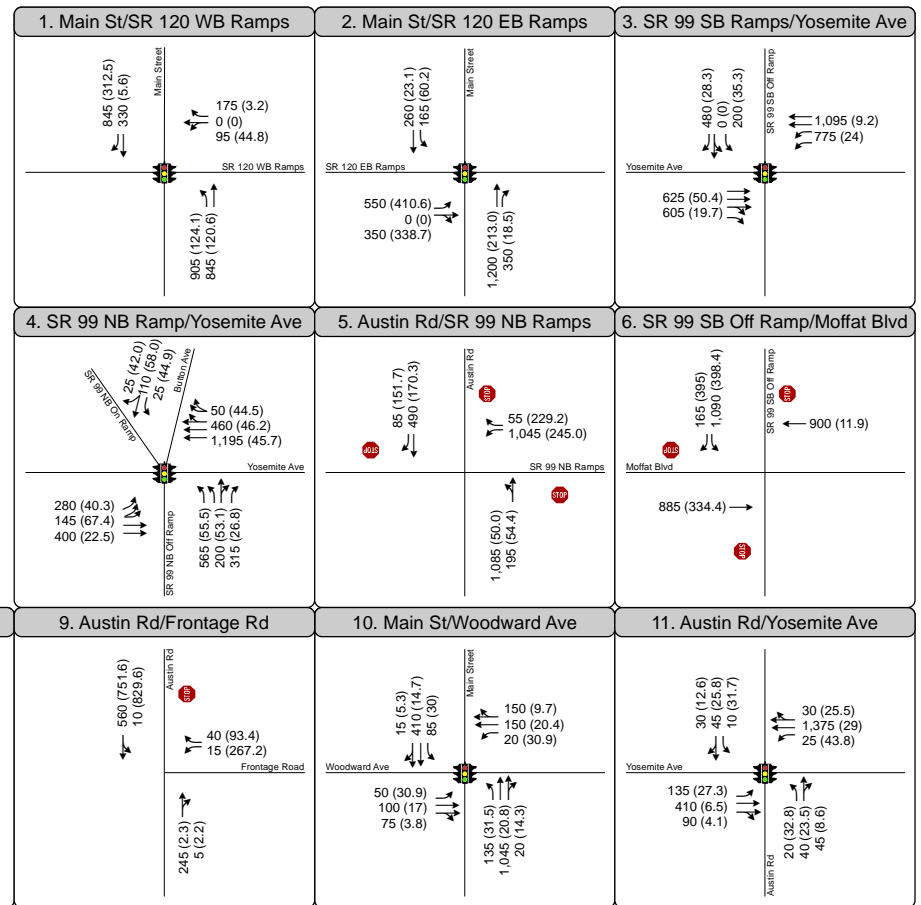 1. Main St/SR 120 WB Ramps
845 (312.5)
330 (5.6)
Main Street
175 (3.2)
0 (0)
95 (44.8)
SR 120 WB Ramps
905 (124.1)
845 (120.6)
2. Main St/SR 120 EB Ramps
260 (23.1)
165 (60.2)
Main Street
SR 120 EB Ramps
550 (410.6)
0 (0)
350 (338.7)
1,200 (213.0)
350 (18.5)
3. SR 99 SB Ramps/Yosemite Ave
480 (28.3)
0 (0)
200 (35.3)
SR 99 SB Off Ramp
1,095 (9.2)
775 (24)
Yosemite Ave
625 (50.4)
605 (19.7)
4. SR 99 NB Ramp/Yosemite Ave
SR 99 NB On Ramp
25 (42.0)
110 (58.0)
25 (44.9)
Button Ave
50 (44.5)
460 (46.2)
1,195 (45.7)
Yosemite Ave
280 (40.3)
145 (67.4)
400 (22.5)
SR 99 NB Off Ramp
565 (55.5)
200 (53.1)
315 (26.8)
5. Austin Rd/SR 99 NB Ramps
85 (151.7)
490 (170.3)
Austin Rd
STOP
55 (229.2)
1,045 (245.0)
STOP
SR 99 NB Ramps
STOP
1,085 (50.0)
195 (54.4)
6. SR 99 SB Off Ramp/Moffat Blvd
165 (395)
1,090 (398.4)
SR 99 SB Off Ramp
STOP
900 (11.9)
STOP
Moffat Blvd
885 (334.4)
STOP
9. Austin Rd/Frontage Rd
560 (751.6)
10 (829.6)
Austin Rd
STOP
40 (93.4)
15 (267.2)
Frontage Road
245 (2.3)
5 (2.2)
10. Main St/Woodward Ave
15 (5.3)
410 (14.7)
85 (30)
Main Street
150 (9.7)
150 (20.4)
20 (30.9)
Woodward Ave
50 (30.9)
100 (17)
75 (3.8)
135 (31.5)
1,045 (20.8)
20 (14.3)
11. Austin Rd/Yosemite Ave
30 (12.6)
45 (25.8)
10 (31.7)
30 (25.5)
1,375 (29)
25 (43.8)
Yosemite Ave
135 (27.3)
410 (6.5)
90 (4.1)
Austin Rd
20 (32.8)
40 (23.5)
45 (8.6)